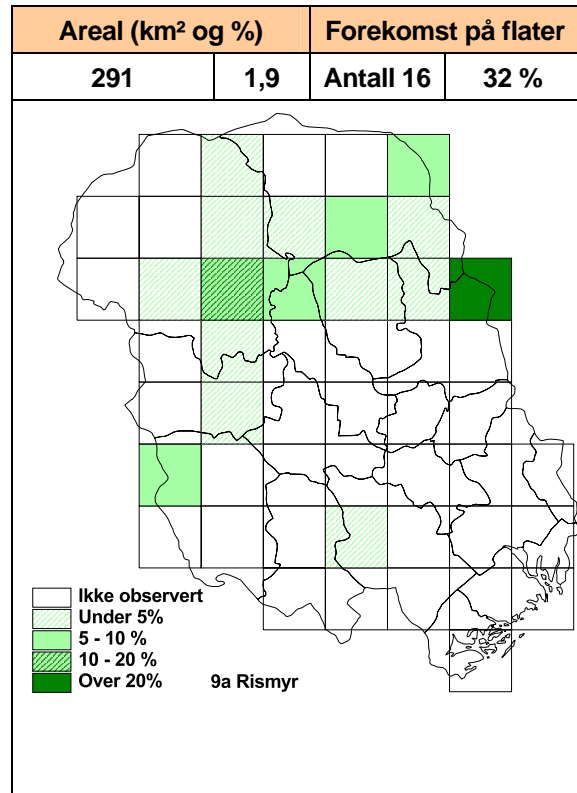 Areal (km² og %) Forekomst på flater
291 1,9 Antall 16 32 %
Ikke observert
Under 5%
5 - 10 %
10 - 20 %
Over 20% 9a Rismyr